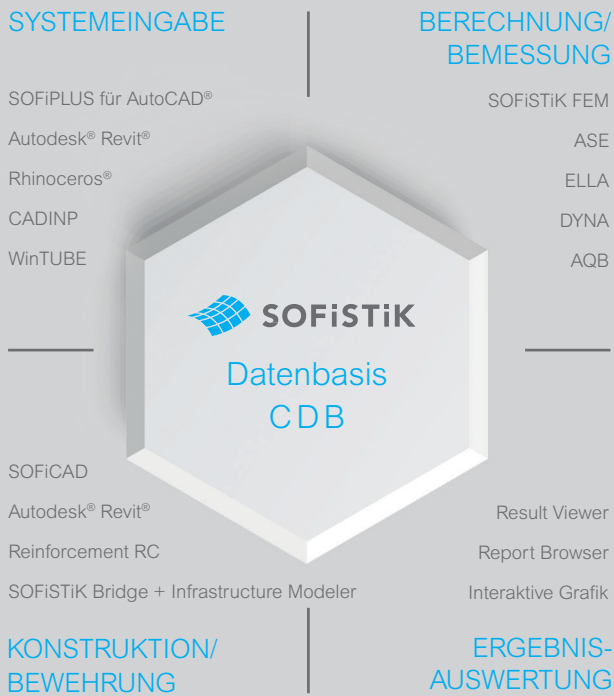 SYSTEMEINGABE
SOFiPLUS für AutoCAD®
Autodesk® Revit®
Rhinoceros®
CADINP
WinTUBE
BERECHNUNG/
BEMESSUNG
SOFiSTiK FEM
ASE
ELLA
DYNA
AQB
SOFiSTiK
Datenbasis
CDB
SOFiCAD
Autodesk® Revit®
Reinforcement RC
SOFiSTiK Bridge + Infrastructure Modeler
KONSTRUKTION/
BEWEHRUNG
Result Viewer
Report Browser
Interaktive Grafik
ERGEBNIS-
AUSWERTUNG